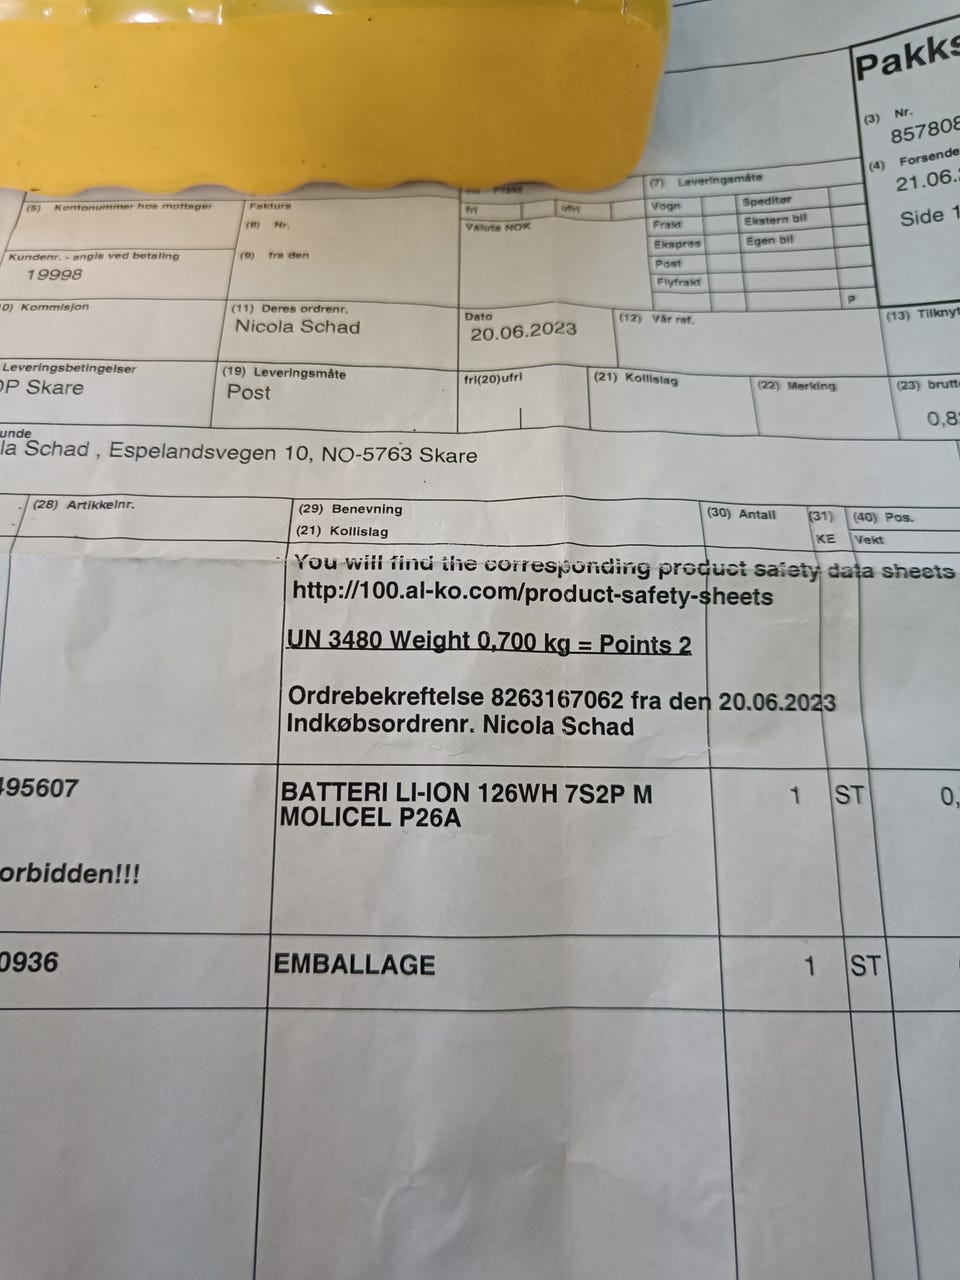 Pakks
(3) Nr.
857808
(4) Forsende
21.06.
Side 1
(5) Kontonummer hos mottager
Faktura
(8) Nr.
(9) fra den
Kundenr. - angis ved betaling
19998
Frakt
fri ufri
Valuta NOK
(7) Leveringsmåte
Vogn Speditør
Frakt Ekstern bil
Ekspres Egen bil
Post
Flyfrakt
P
0) Kommisjon
(11) Deres ordrenr.
Nicola Schad
Dato
20.06.2023
(12) Vår ref.
(13) Tilknyt
Leveringsbetingelser
OP Skare
(19) Leveringsmåte
Post
fri(20)ufri
(21) Kollislag
(22) Merking
(23) brutt
0,8
unde
la Schad , Espelandsvegen 10, NO-5763 Skare
(28) Artikkelnr.
(29) Benevning
(21) Kollislag
(30) Antall
(31)
KE
(40) Pos.
Vekt
You will find the corresponding product safety data sheets
http://100.al-ko.com/product-safety-sheets
UN 3480 Weight 0,700 kg = Points 2
Ordrebekreftelse 8263167062 fra den 20.06.2023
Indkøbsordrenr. Nicola Schad
495607 BATTERI LI-ION 126WH 7S2P M 1 ST 0,
MOLICEL P26A
orbidden!!!
0936 EMBALLAGE 1 ST